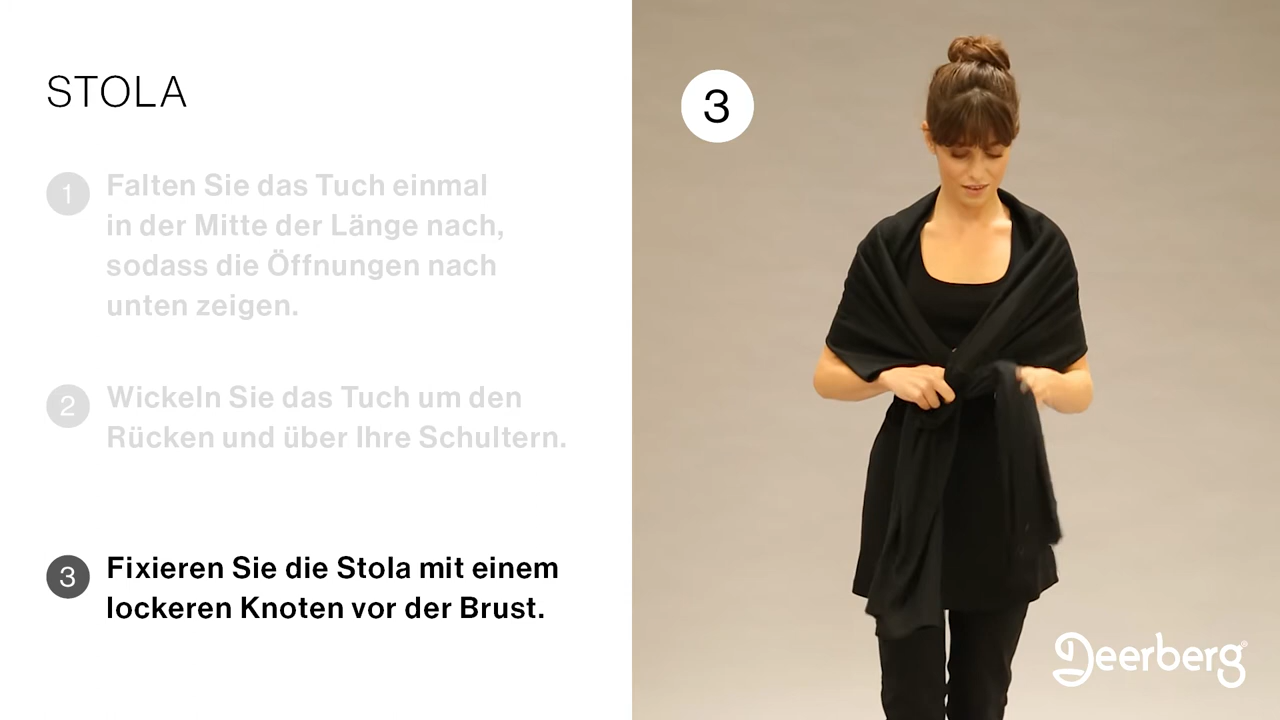 STOLA
1 Falten Sie das Tuch einmal
in der Mitte der Länge nach,
sodass die Öffnungen nach
unten zeigen.
2 Wickeln Sie das Tuch um den
Rücken und über Ihre Schultern.
3 Fixieren Sie die Stola mit einem
lockeren Knoten vor der Brust.
3
Deerberg®